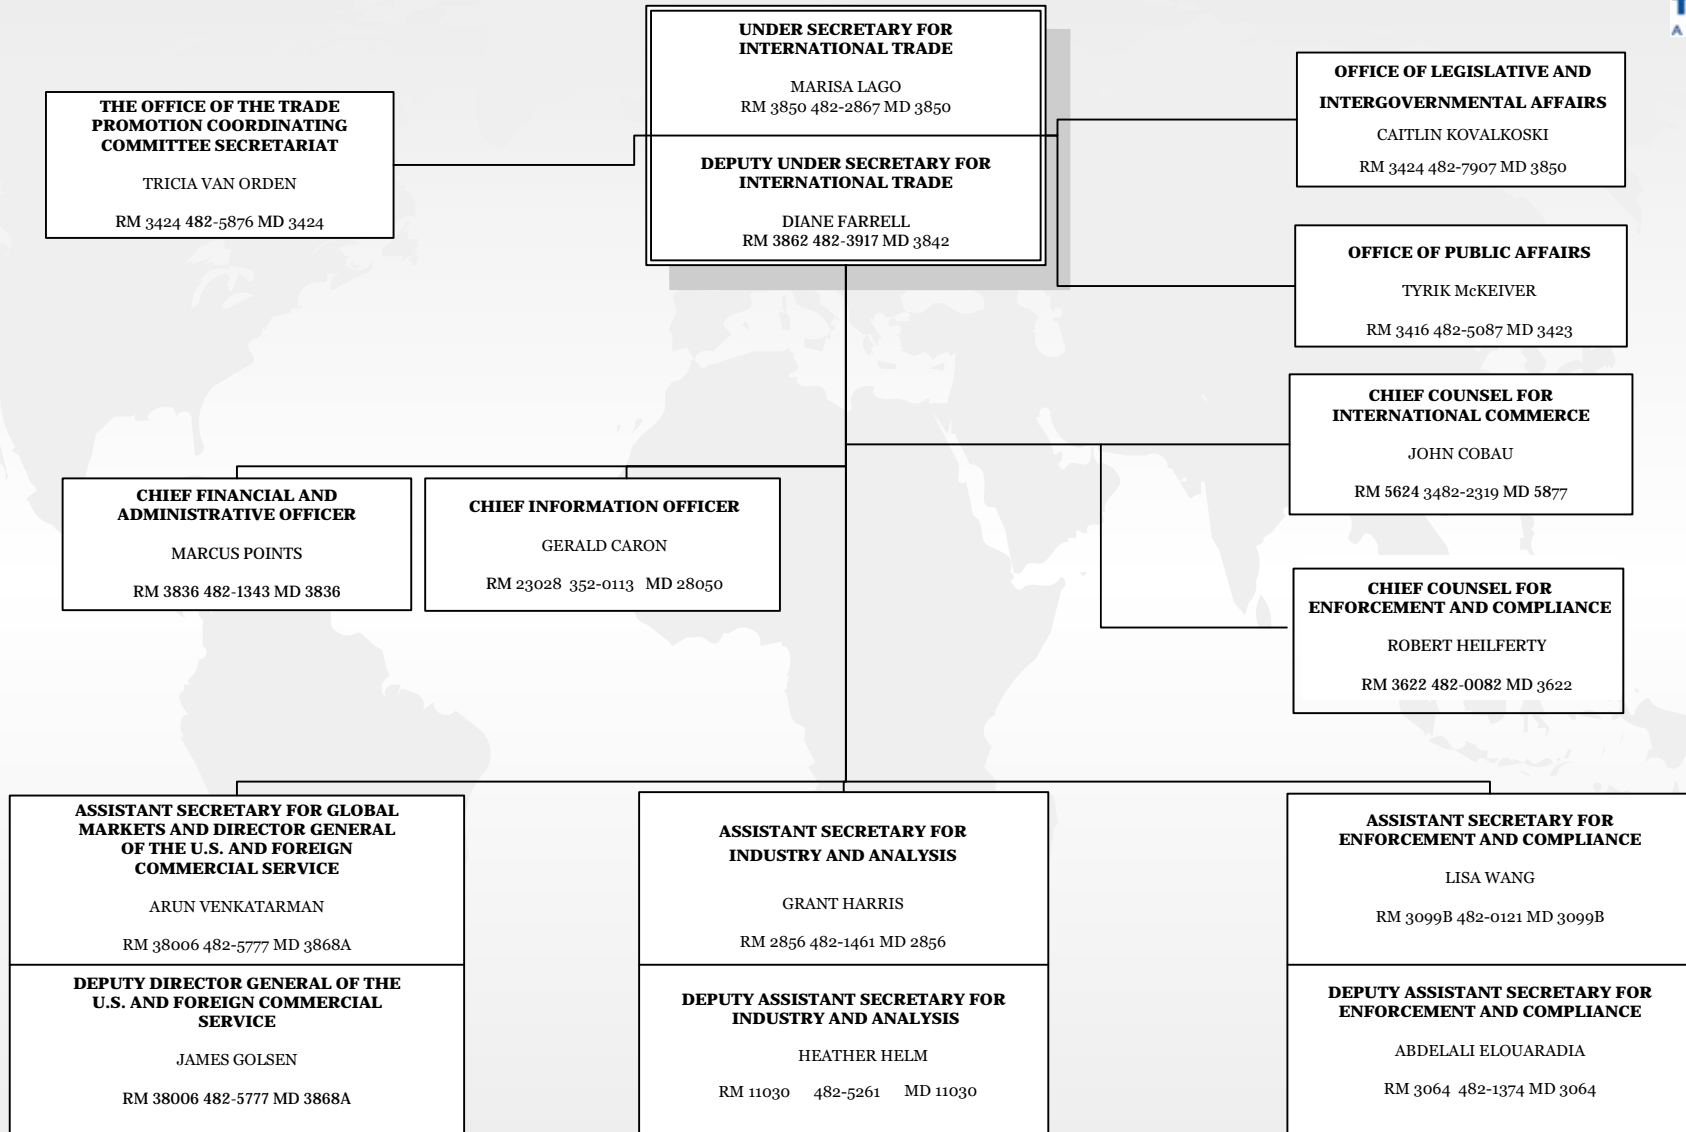 UNDER SECRETARY FOR
INTERNATIONAL TRADE
MARISA LAGO
RM 3850 482-2867 MD 3850
DEPUTY UNDER SECRETARY FOR
INTERNATIONAL TRADE
DIANE FARRELL
RM 3862 482-3917 MD 3842
THE OFFICE OF THE TRADE
PROMOTION COORDINATING
COMMITTEE SECRETARIAT
TRICIA VAN ORDEN
RM 3424 482-5876 MD 3424
OFFICE OF LEGISLATIVE AND
INTERGOVERNMENTAL AFFAIRS
CAITLIN KOVALKOSKI
RM 3424 482-7907 MD 3850
OFFICE OF PUBLIC AFFAIRS
TYRIK McKEIVER
RM 3416 482-5087 MD 3423
CHIEF COUNSEL FOR
INTERNATIONAL COMMERCE
JOHN COBAU
RM 5624 3482-2319 MD 5877
CHIEF FINANCIAL AND
ADMINISTRATIVE OFFICER
MARCUS POINTS
RM 3836 482-1343 MD 3836
CHIEF INFORMATION OFFICER
GERALD CARON
RM 23028 352-0113 MD 28050
CHIEF COUNSEL FOR
ENFORCEMENT AND COMPLIANCE
ROBERT HEILFERTY
RM 3622 482-0082 MD 3622
ASSISTANT SECRETARY FOR GLOBAL
MARKETS AND DIRECTOR GENERAL
OF THE U.S. AND FOREIGN
COMMERCIAL SERVICE
ARUN VENKATARMAN
RM 38006 482-5777 MD 3868A
DEPUTY DIRECTOR GENERAL OF THE
U.S. AND FOREIGN COMMERCIAL
SERVICE
JAMES GOLSEN
RM 38006 482-5777 MD 3868A
ASSISTANT SECRETARY FOR
INDUSTRY AND ANALYSIS
GRANT HARRIS
RM 2856 482-1461 MD 2856
DEPUTY ASSISTANT SECRETARY FOR
INDUSTRY AND ANALYSIS
HEATHER HELM
RM 11030 482-5261 MD 11030
ASSISTANT SECRETARY FOR
ENFORCEMENT AND COMPLIANCE
LISA WANG
RM 3099B 482-0121 MD 3099B
DEPUTY ASSISTANT SECRETARY FOR
ENFORCEMENT AND COMPLIANCE
ABDELALI ELOUARADIA
RM 3064 482-1374 MD 3064